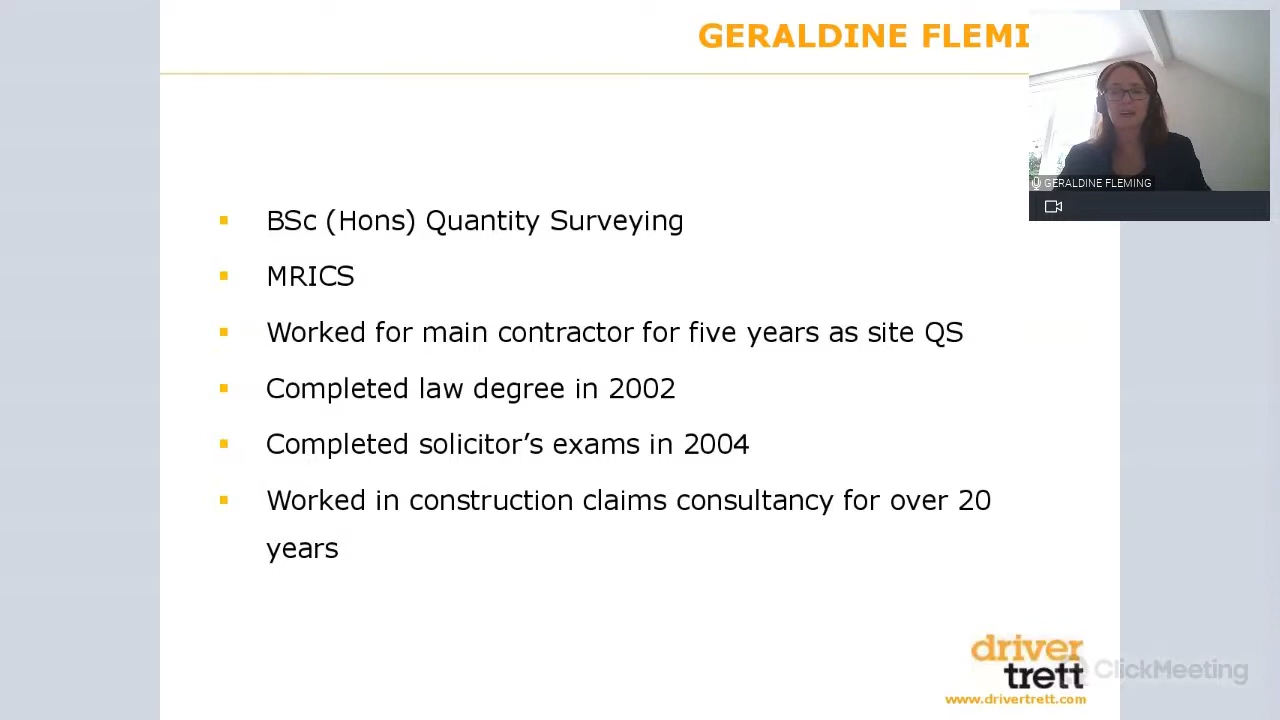 GERALDINE FLEMI
GERALDINE FLEMING
▪ BSc (Hons) Quantity Surveying
▪ MRICS
▪ Worked for main contractor for five years as site QS
▪ Completed law degree in 2002
▪ Completed solicitor’s exams in 2004
▪ Worked in construction claims consultancy for over 20
years
driver
trett
ClickMeeting
www.drivertrett.com